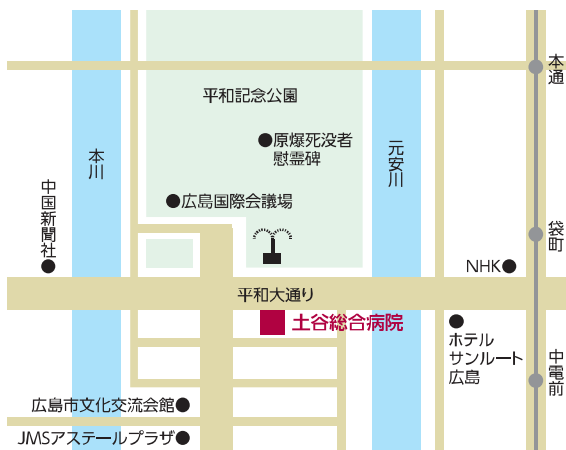 本通
平和記念公園
原爆死没者
慰霊碑
本川
元安川
中国新聞社
広島国際会議場
袋町
NHK
平和大通り
土谷総合病院
ホテル
サンルート
広島
中電前
広島市文化交流会館
JMSアステールプラザ